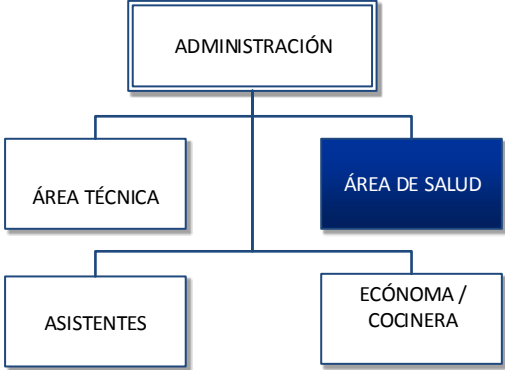 ADMINISTRACIÓN
ÁREA TÉCNICA
ÁREA DE SALUD
ASISTENTES
ECÓNOMA /
COCINERA